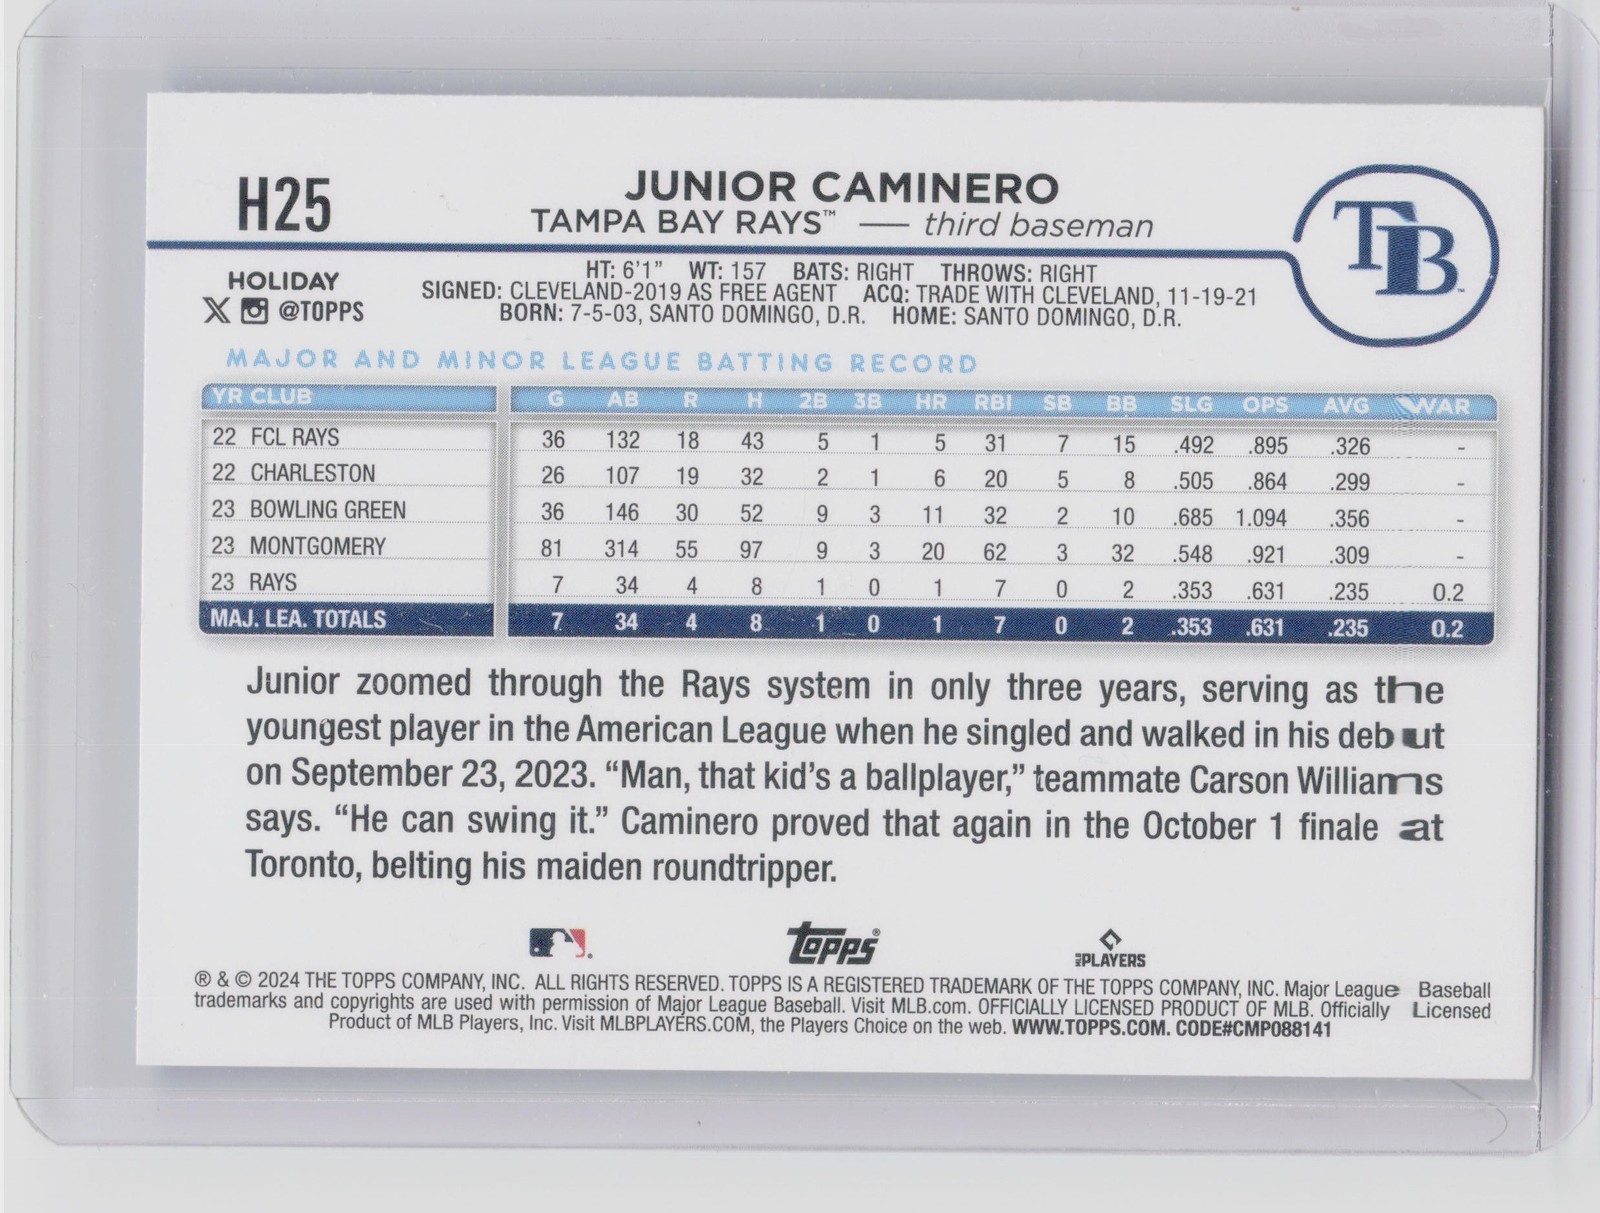 H25
JUNIOR CAMINERO
TAMPA BAY RAYS™ — third baseman
TB™
HOLIDAY
X @TOPPS
HT: 6'1" WT: 157 BATS: RIGHT THROWS: RIGHT
SIGNED: CLEVELAND-2019 AS FREE AGENT ACQ: TRADE WITH CLEVELAND, 11-19-21
BORN: 7-5-03, SANTO DOMINGO, D.R. HOME: SANTO DOMINGO, D.R.
MAJOR AND MINOR LEAGUE BATTING RECORD
YR CLUB G AB R H 2B 3B HR RBI SB BB SLG OPS AVG WAR
22 FCL RAYS 36 132 18 43 5 1 5 31 7 15 .492 .895 .326 -
22 CHARLESTON 26 107 19 32 2 1 6 20 5 8 .505 .864 .299 -
23 BOWLING GREEN 36 146 30 52 9 3 11 32 2 10 .685 1.094 .356 -
23 MONTGOMERY 81 314 55 97 9 3 20 62 3 32 .548 .921 .309 -
23 RAYS 7 34 4 8 1 0 1 7 0 2 .353 .631 .235 0.2
MAJ. LEA. TOTALS 7 34 4 8 1 0 1 7 0 2 .353 .631 .235 0.2
Junior zoomed through the Rays system in only three years, serving as the
youngest player in the American League when he singled and walked in his debut
on September 23, 2023. “Man, that kid’s a ballplayer,” teammate Carson Williams
says. “He can swing it.” Caminero proved that again in the October 1 finale at
Toronto, belting his maiden roundtripper.
topps®
PLAYERS
® & © 2024 THE TOPPS COMPANY, INC. ALL RIGHTS RESERVED. TOPPS IS A REGISTERED TRADEMARK OF THE TOPPS COMPANY, INC. Major League Baseball
trademarks and copyrights are used with permission of Major League Baseball. Visit MLB.com. OFFICIALLY LICENSED PRODUCT OF MLB. Officially Licensed
Product of MLB Players, Inc. Visit MLBPLAYERS.COM, the Players Choice on the web. WWW.TOPPS.COM. CODE#CMP088141